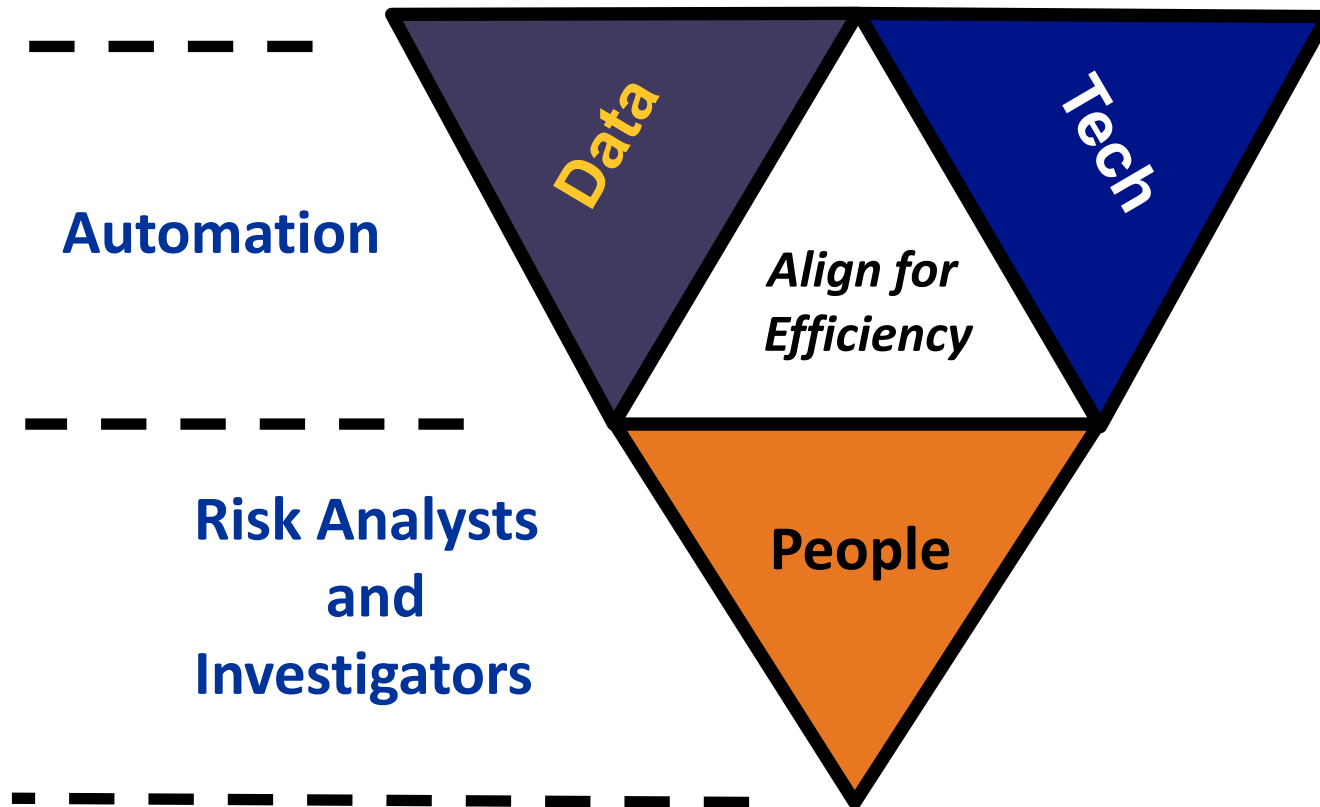 Data
Tech
Automation
Align for
Efficiency
Risk Analysts
and
Investigators
People